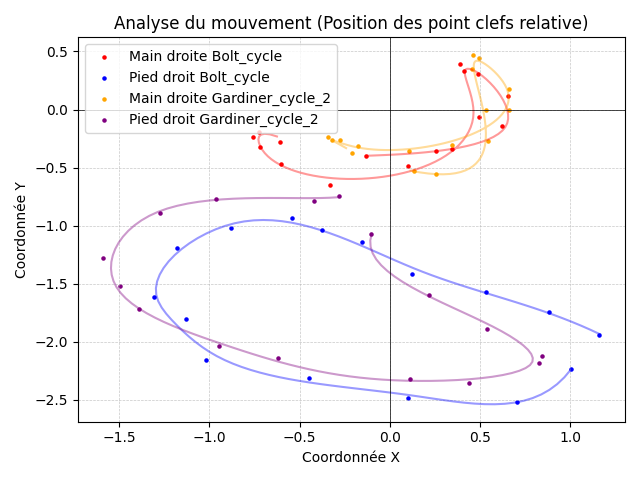 Analyse du mouvement (Position des point clefs relative)
Main droite Bolt_cycle
Pied droit Bolt_cycle
Main droite Gardiner_cycle_2
Pied droit Gardiner_cycle_2
Coordonnée Y
0.5
0.0
−0.5
−1.0
−1.5
−2.0
−2.5
−1.5 −1.0 −0.5 0.0 0.5 1.0
Coordonnée X